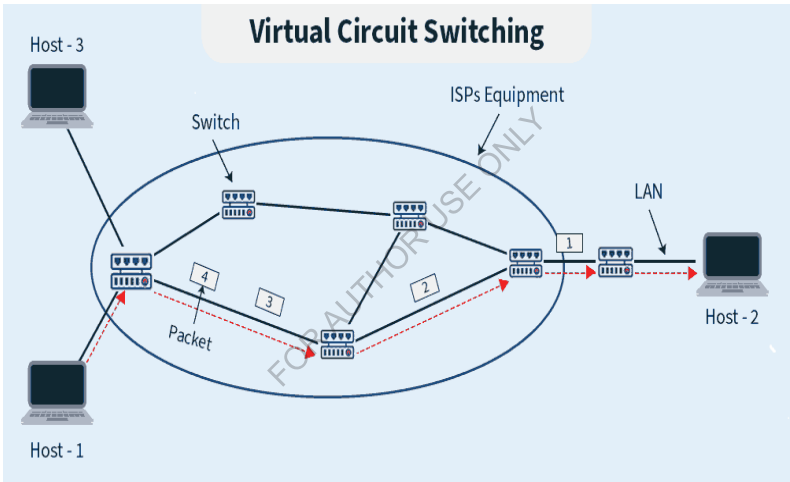 Virtual Circuit Switching
Host - 3
ISPs Equipment
Switch
LAN
1
4
3
2
Packet
Host - 2
Host - 1
FOR AUTHOR USE ONLY